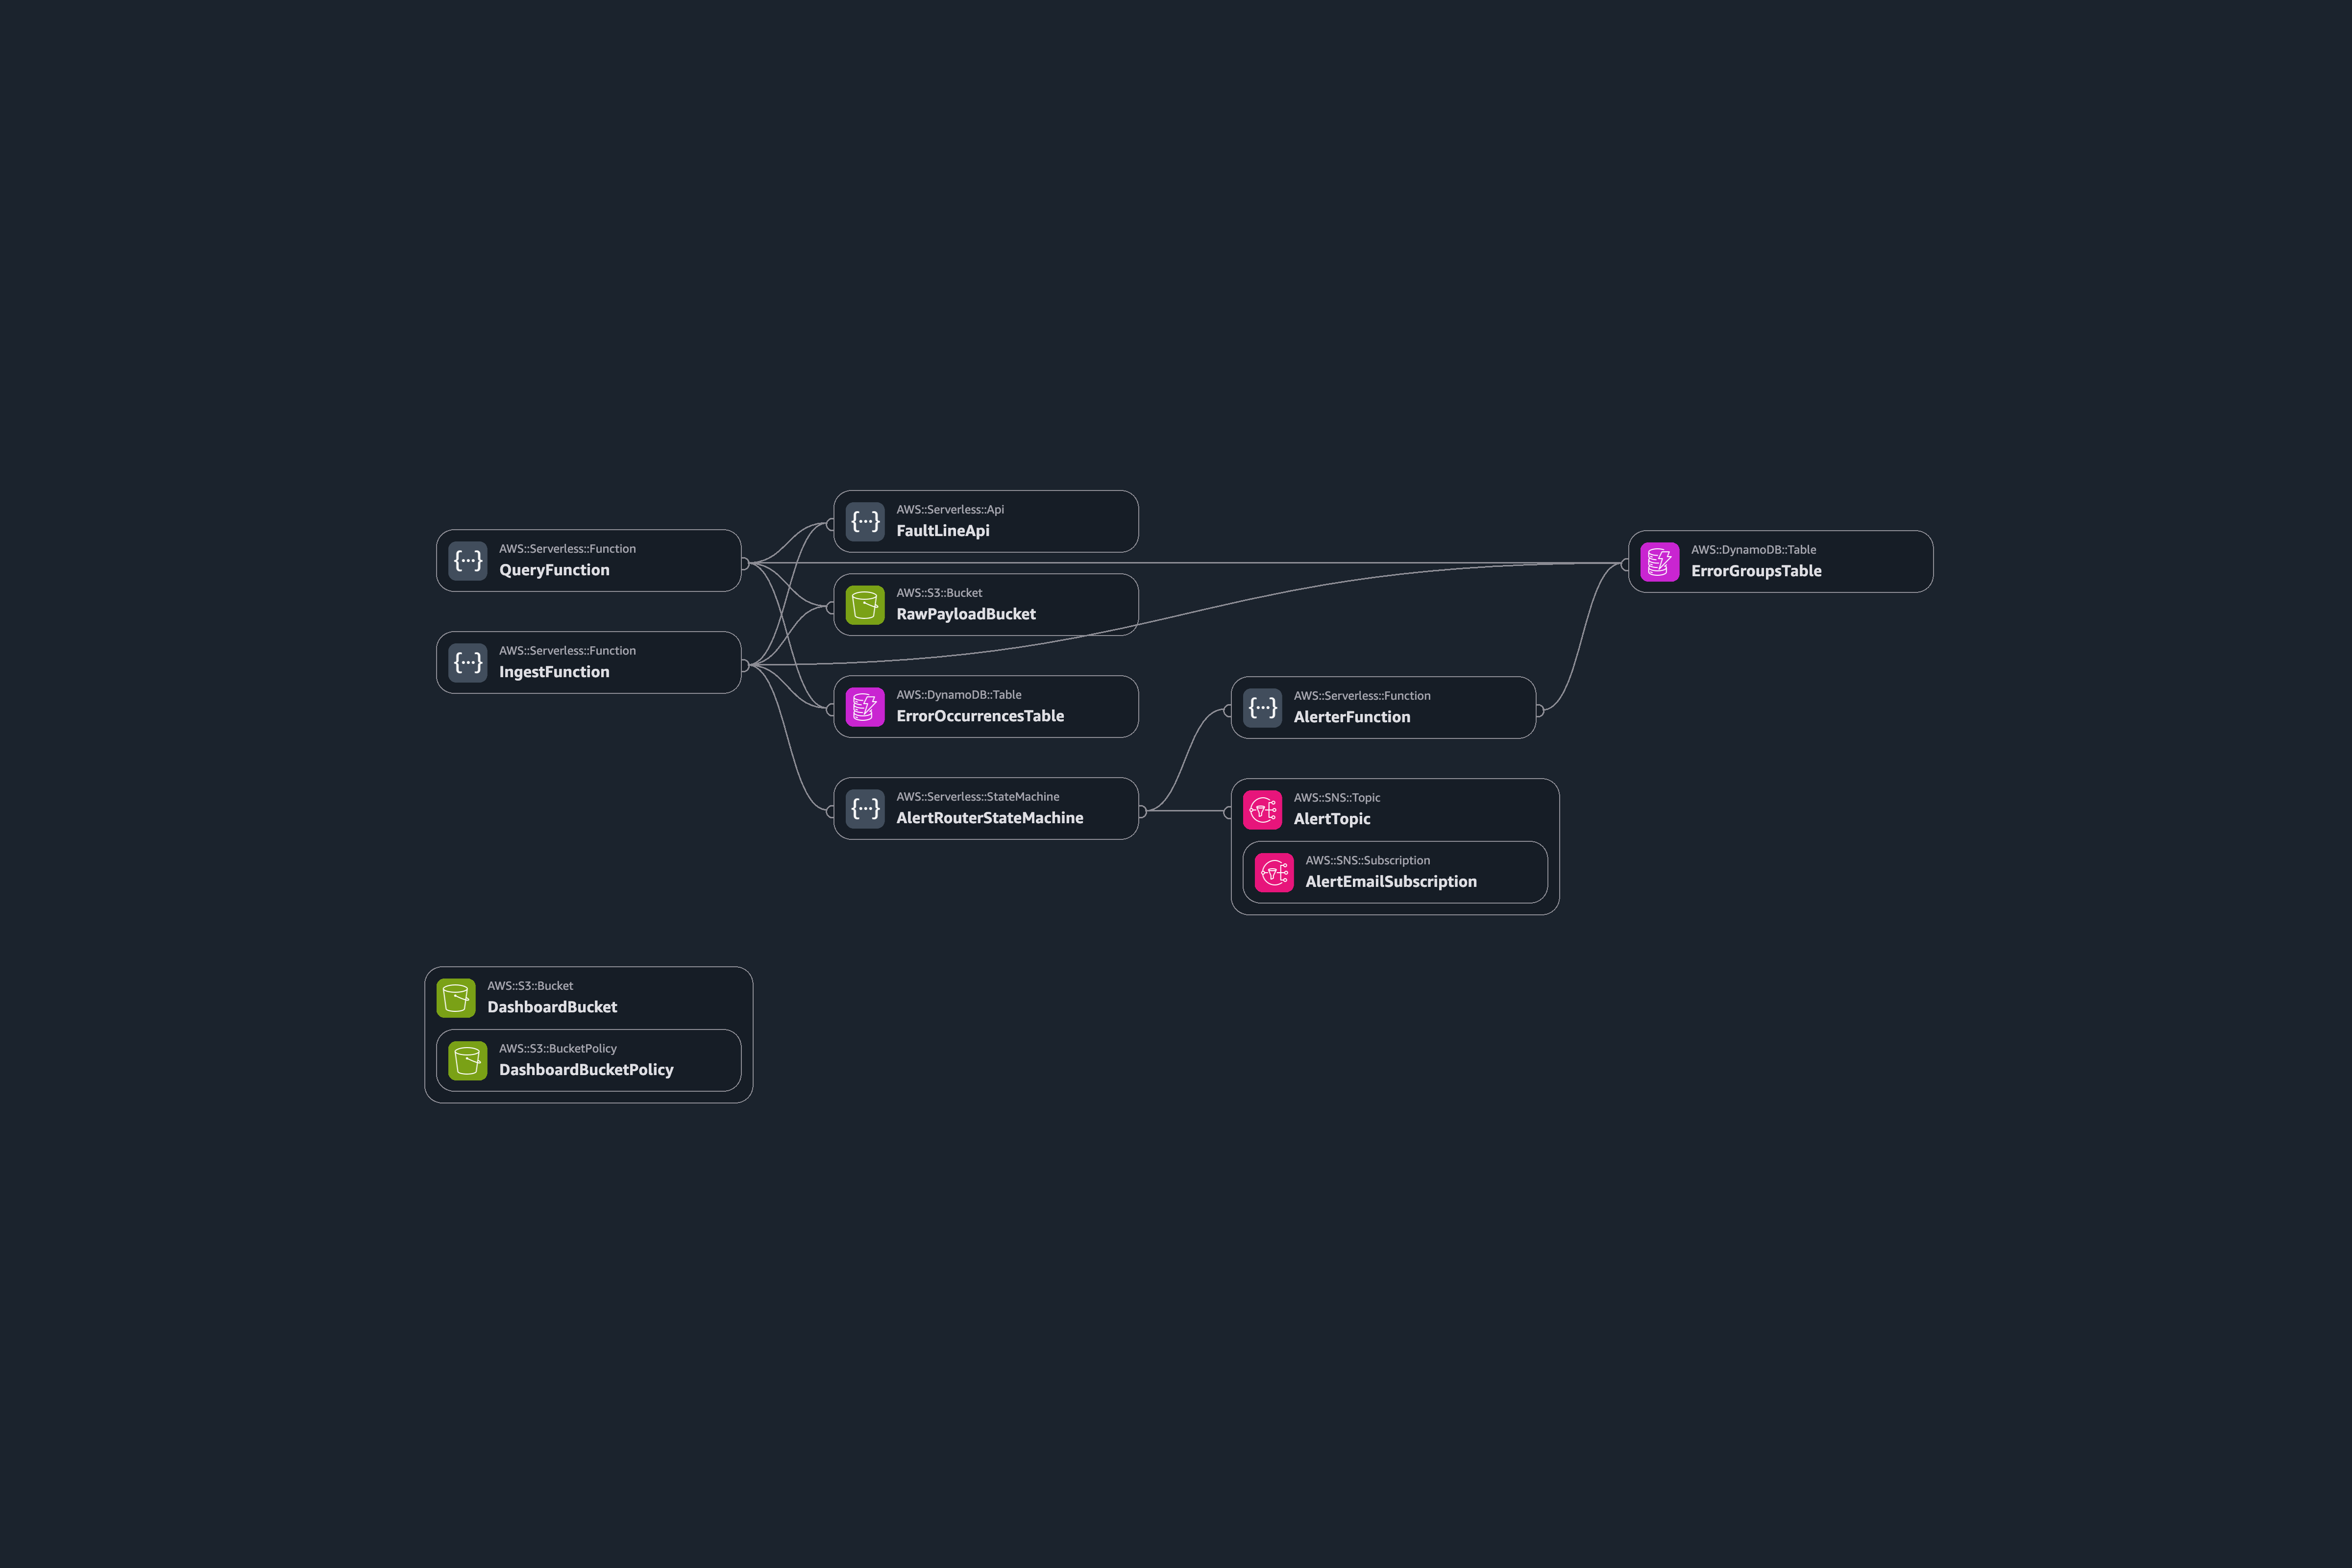 AWS::Serverless::Function
QueryFunction
AWS::Serverless::Function
IngestFunction
AWS::Serverless::Api
FaultLineApi
AWS::S3::Bucket
RawPayloadBucket
AWS::DynamoDB::Table
ErrorOccurrencesTable
AWS::Serverless::StateMachine
AlertRouterStateMachine
AWS::Serverless::Function
AlerterFunction
AWS::SNS::Topic
AlertTopic
AWS::SNS::Subscription
AlertEmailSubscription
AWS::DynamoDB::Table
ErrorGroupsTable
AWS::S3::Bucket
DashboardBucket
AWS::S3::BucketPolicy
DashboardBucketPolicy